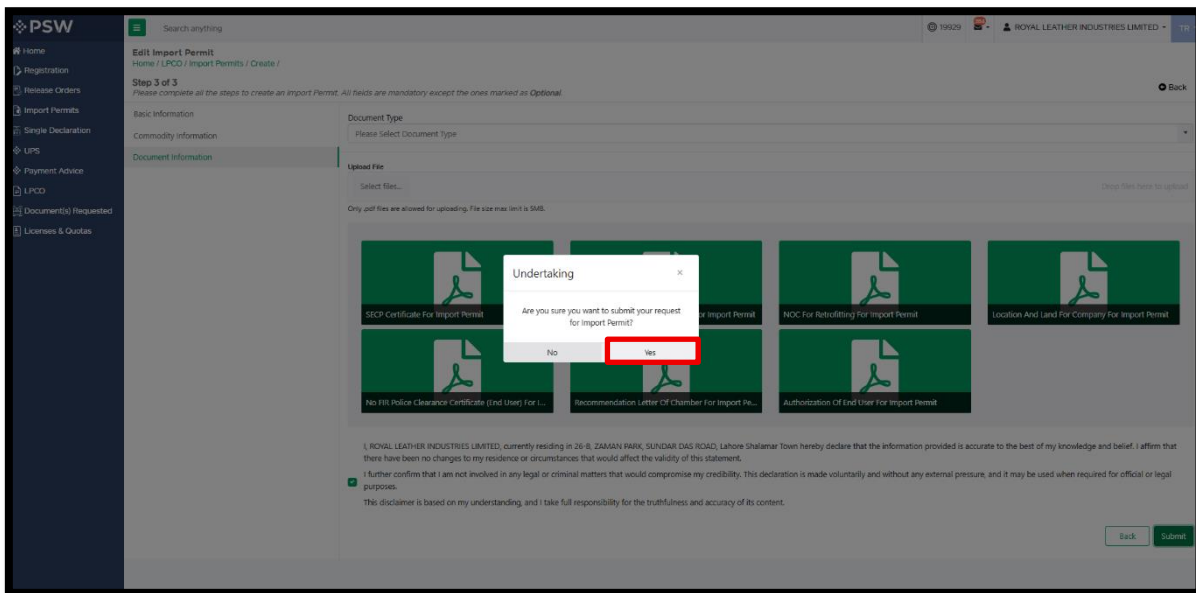 PSW
Search anything
19929
ROYAL LEATHER INDUSTRIES LIMITED
TR
Home
Registration
Release Orders
Import Permits
Single Declaration
UPS
Payment Advice
LPCO
Document(s) Requested
Licenses & Quotas
Edit Import Permit
Home / LPCO / Import Permits / Create /
Step 3 of 3
Please complete all the steps to create an Import Permit. All fields are mandatory except the ones marked as Optional.
Back
Basic Information
Commodity Information
Document Information
Document Type
Please Select Document Type
Upload File
Select files...
Drop files here to upload
Only .pdf files are allowed for uploading. File size max limit is 5MB.
SECP Certificate For Import Permit
or Import Permit
NOC For Retrofitting For Import Permit
Location And Land For Company For Import Permit
Undertaking
×
Are you sure you want to submit your request
for Import Permit?
No
Yes
No FIR Police Clearance Certificate (End User) For I...
Recommendation Letter Of Chamber For Import Pe...
Authorization Of End User For Import Permit
I, ROYAL LEATHER INDUSTRIES LIMITED, currently residing in 26-B, ZAMAN PARK, SUNDAR DAS ROAD, Lahore Shalamar Town hereby declare that the information provided is accurate to the best of my knowledge and belief. I affirm that
there have been no changes to my residence or circumstances that would affect the validity of this statement.
I further confirm that I am not involved in any legal or criminal matters that would compromise my credibility. This declaration is made voluntarily and without any external pressure, and it may be used when required for official or legal
purposes.
This disclaimer is based on my understanding, and I take full responsibility for the truthfulness and accuracy of its content.
Back
Submit